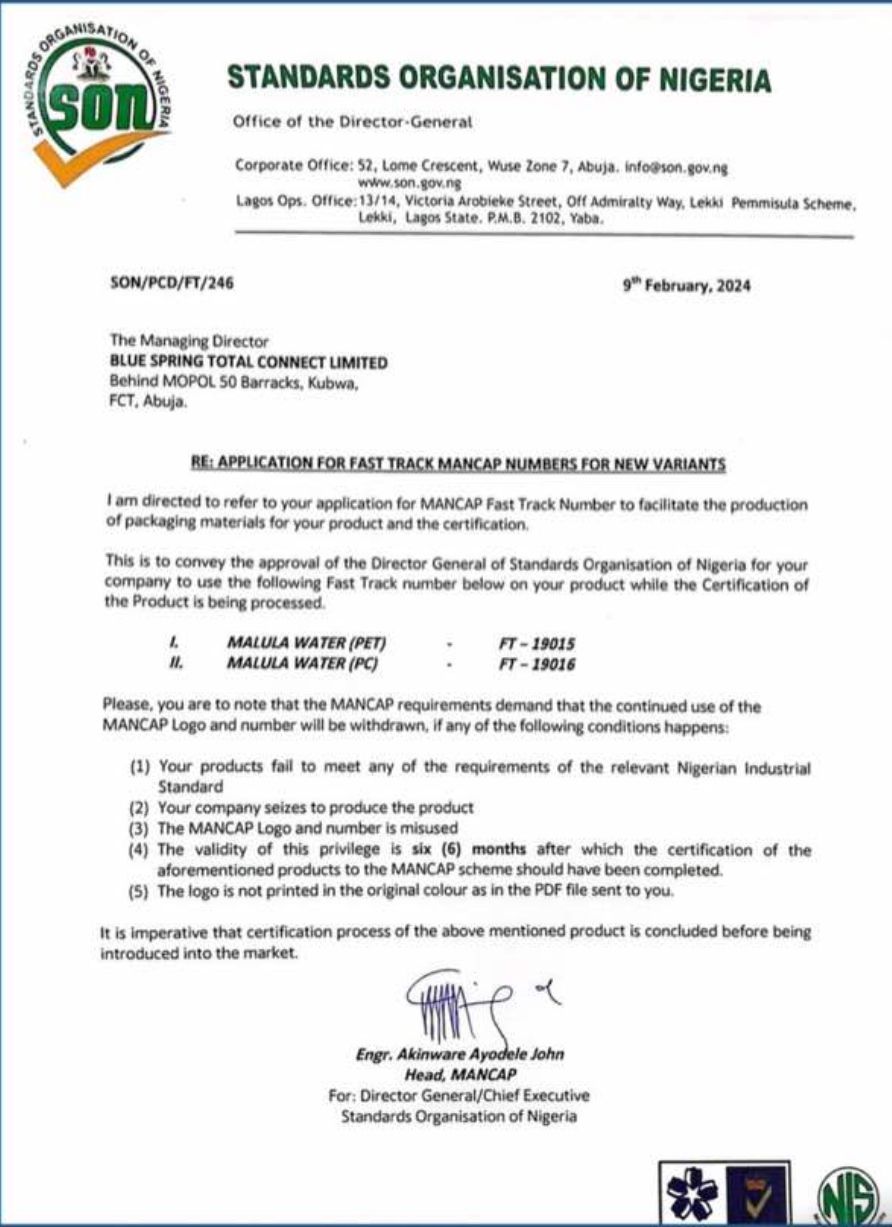 STANDARDS ORGANISATION OF NIGERIA
SON
STANDARDS ORGANISATION OF NIGERIA
Office of the Director-General
Corporate Office: 52, Lome Crescent, Wuse Zone 7, Abuja. info@son.gov.ng
www.son.gov.ng
Lagos Ops. Office: 13/14, Victoria Arobieke Street, Off Admiralty Way, Lekki Pemmisula Scheme,
Lekki, Lagos State. P.M.B. 2102, Yaba.
SON/PCD/FT/246 9th February, 2024
The Managing Director
BLUE SPRING TOTAL CONNECT LIMITED
Behind MOPOL 50 Barracks, Kubwa,
FCT, Abuja.
RE: APPLICATION FOR FAST TRACK MANCAP NUMBERS FOR NEW VARIANTS
I am directed to refer to your application for MANCAP Fast Track Number to facilitate the production
of packaging materials for your product and the certification.
This is to convey the approval of the Director General of Standards Organisation of Nigeria for your
company to use the following Fast Track number below on your product while the Certification of
the Product is being processed.
I. MALULA WATER (PET) - FT – 19015
II. MALULA WATER (PC) - FT – 19016
Please, you are to note that the MANCAP requirements demand that the continued use of the
MANCAP Logo and number will be withdrawn, if any of the following conditions happens:
(1) Your products fail to meet any of the requirements of the relevant Nigerian Industrial
Standard
(2) Your company seizes to produce the product
(3) The MANCAP Logo and number is misused
(4) The validity of this privilege is six (6) months after which the certification of the
aforementioned products to the MANCAP scheme should have been completed.
(5) The logo is not printed in the original colour as in the PDF file sent to you.
It is imperative that certification process of the above mentioned product is concluded before being
introduced into the market.
Engr. Akinware Ayodele John
Head, MANCAP
For: Director General/Chief Executive
Standards Organisation of Nigeria
NIS